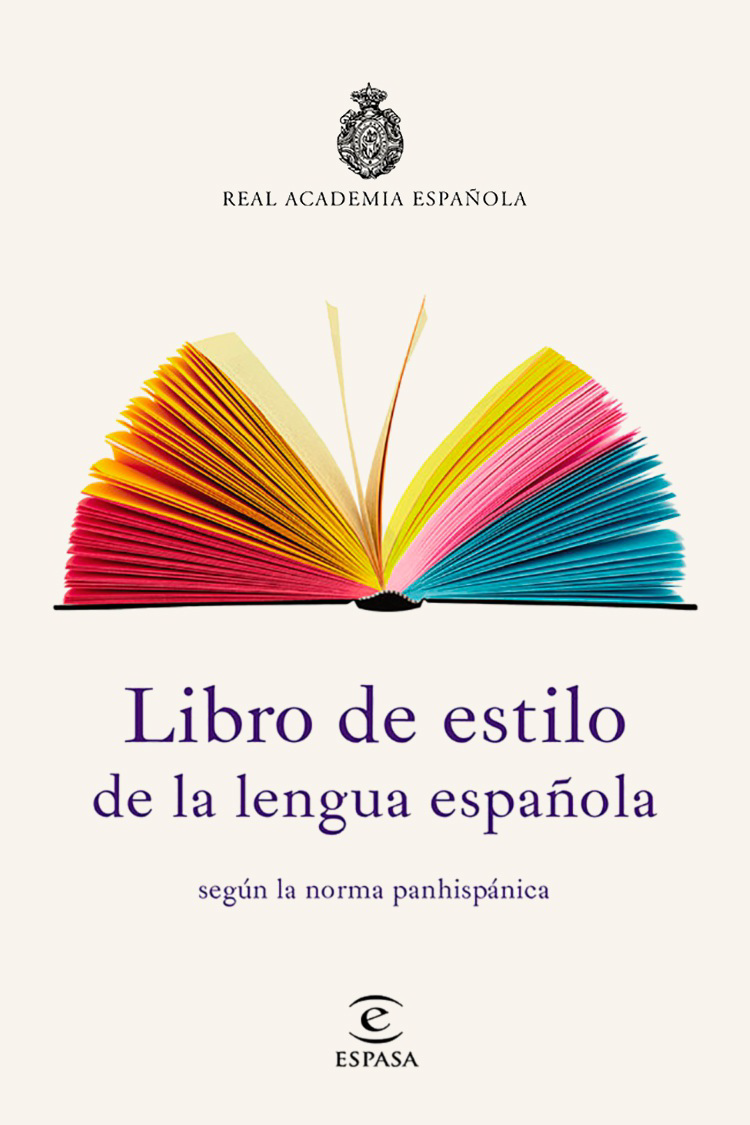 REAL ACADEMIA ESPAÑOLA
Libro de estilo
de la lengua española
según la norma panhispánica
e
ESPASA